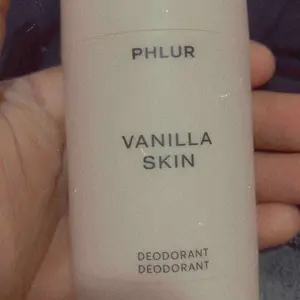 PHLUR
VANILLA
SKIN
DEODORANT
DÉODORANT